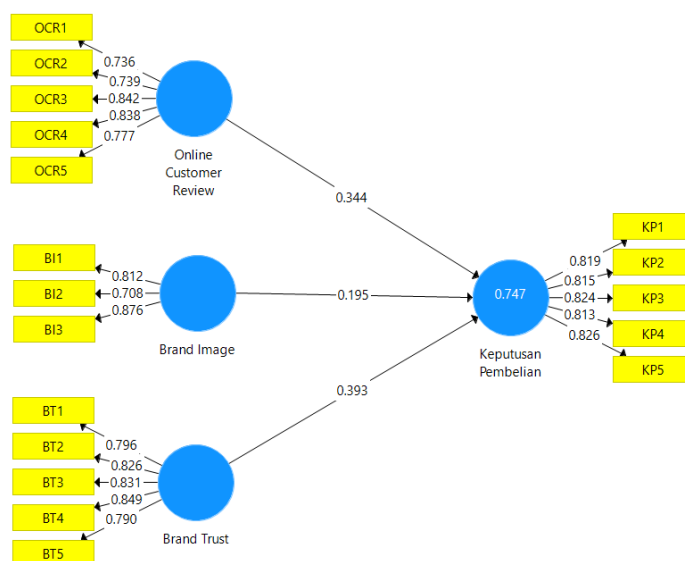 OCR1
OCR2
OCR3
OCR4
OCR5
0.736
0.739
0.842
0.838
0.777
Online
Customer
Review
0.344
BI1
BI2
BI3
0.812
0.708
0.876
Brand Image
0.195
BT1
BT2
BT3
BT4
BT5
0.796
0.826
0.831
0.849
0.790
Brand Trust
0.393
0.747
Keputusan
Pembelian
0.819
0.815
0.824
0.813
0.826
KP1
KP2
KP3
KP4
KP5